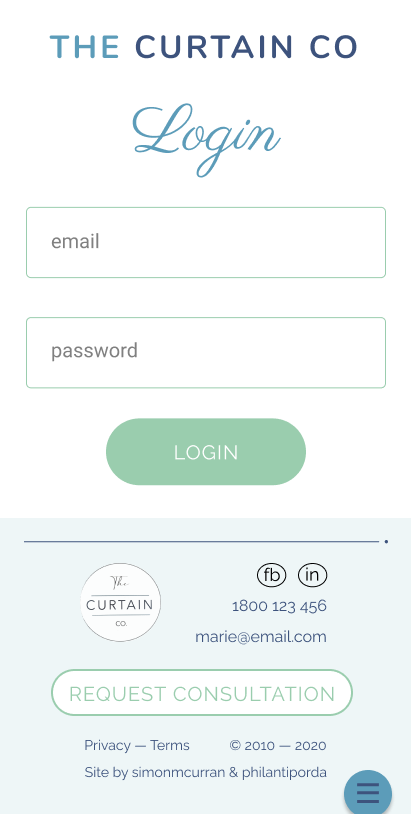 THE CURTAIN CO
Login
email
password
LOGIN
The
CURTAIN
CO.
fb in
1800 123 456
marie@email.com
REQUEST CONSULTATION
Privacy — Terms © 2010 — 2020
Site by simonmcurran & philantiporda